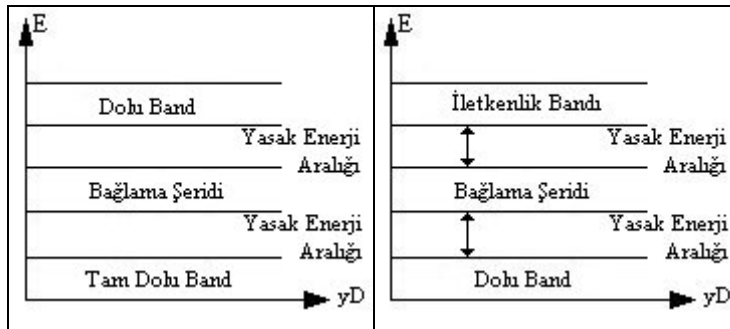 E
Dolu Band
Yasak Enerji
Aralığı
Bağlama Şeridi
Yasak Enerji
Aralığı
Tam Dolu Band
yD
E
İletkenlik Bandı
Yasak Enerji
Aralığı
Bağlama Şeridi
Yasak Enerji
Aralığı
Dolu Band
yD